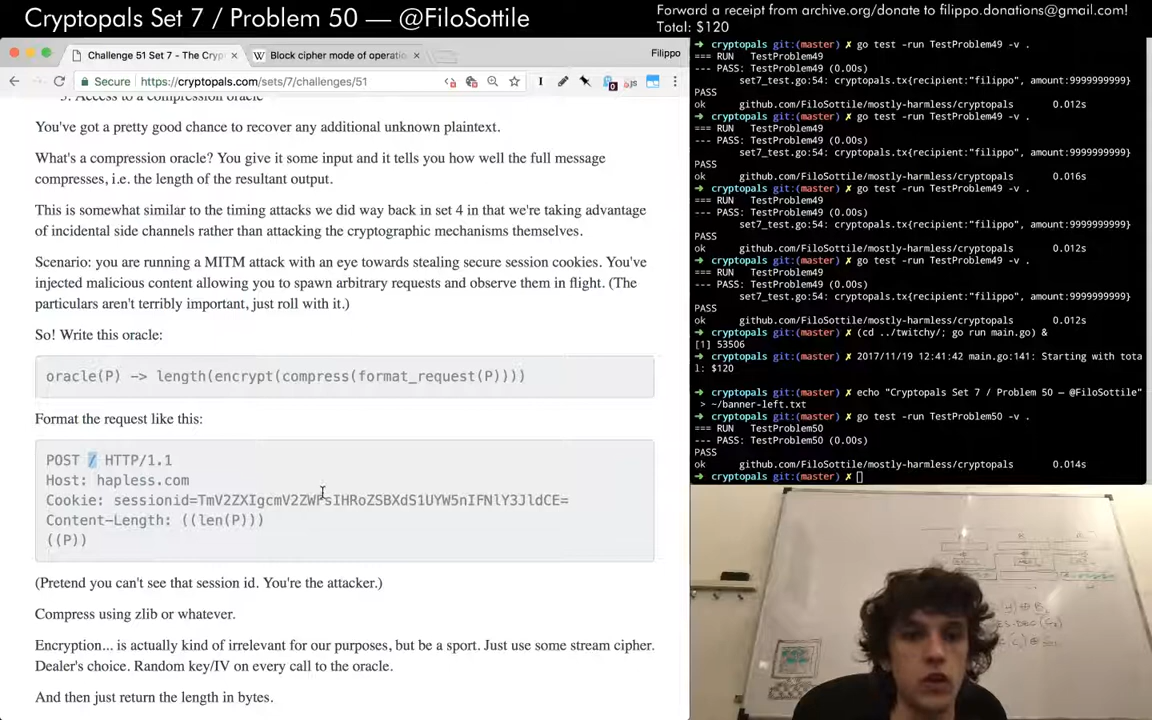 Cryptopals Set 7 / Problem 50 — @FiloSottile
Forward a receipt from archive.org/donate to filippo.donations@gmail.com!
Total: $120
Challenge 51 Set 7 - The Cryp
Block cipher mode of operatio
Filippo
Secure
https://cryptopals.com/sets/7/challenges/51
3. Access to a compression oracle
You've got a pretty good chance to recover any additional unknown plaintext.
What's a compression oracle? You give it some input and it tells you how well the full message
compresses, i.e. the length of the resultant output.
This is somewhat similar to the timing attacks we did way back in set 4 in that we're taking advantage
of incidental side channels rather than attacking the cryptographic mechanisms themselves.
Scenario: you are running a MITM attack with an eye towards stealing secure session cookies. You've
injected malicious content allowing you to spawn arbitrary requests and observe them in flight. (The
particulars aren't terribly important, just roll with it.)
So! Write this oracle:
oracle(P) -> length(encrypt(compress(format_request(P))))
Format the request like this:
POST / HTTP/1.1
Host: hapless.com
Cookie: sessionid=TmV2ZXIgcmV2ZWFsIHRoZSBXdS1UYW5nIFNlY3JldCE=
Content-Length: ((len(P)))
((P))
(Pretend you can't see that session id. You're the attacker.)
Compress using zlib or whatever.
Encryption... is actually kind of irrelevant for our purposes, but be a sport. Just use some stream cipher.
Dealer's choice. Random key/IV on every call to the oracle.
And then just return the length in bytes.
➜ cryptopals git:(master) ✗ go test -run TestProblem49 -v .
=== RUN TestProblem49
--- PASS: TestProblem49 (0.00s)
set7_test.go:54: cryptopals.tx{recipient:"filippo", amount:9999999999}
PASS
ok github.com/FiloSottile/mostly-harmless/cryptopals 0.012s
➜ cryptopals git:(master) ✗ go test -run TestProblem49 -v .
=== RUN TestProblem49
--- PASS: TestProblem49 (0.00s)
set7_test.go:54: cryptopals.tx{recipient:"filippo", amount:9999999999}
PASS
ok github.com/FiloSottile/mostly-harmless/cryptopals 0.016s
➜ cryptopals git:(master) ✗ go test -run TestProblem49 -v .
=== RUN TestProblem49
--- PASS: TestProblem49 (0.00s)
set7_test.go:54: cryptopals.tx{recipient:"filippo", amount:9999999999}
PASS
ok github.com/FiloSottile/mostly-harmless/cryptopals 0.012s
➜ cryptopals git:(master) ✗ go test -run TestProblem49 -v .
=== RUN TestProblem49
--- PASS: TestProblem49 (0.00s)
set7_test.go:54: cryptopals.tx{recipient:"filippo", amount:9999999999}
PASS
ok github.com/FiloSottile/mostly-harmless/cryptopals 0.012s
➜ cryptopals git:(master) ✗ (cd ../twitchy/; go run main.go) &
[1] 53506
➜ cryptopals git:(master) ✗ 2017/11/19 12:41:42 main.go:141: Starting with tota
l: $120
➜ cryptopals git:(master) ✗ echo "Cryptopals Set 7 / Problem 50 — @FiloSottile"
> ~/banner-left.txt
➜ cryptopals git:(master) ✗ go test -run TestProblem50 -v .
=== RUN TestProblem50
--- PASS: TestProblem50 (0.00s)
PASS
ok github.com/FiloSottile/mostly-harmless/cryptopals 0.014s
➜ cryptopals git:(master) ✗